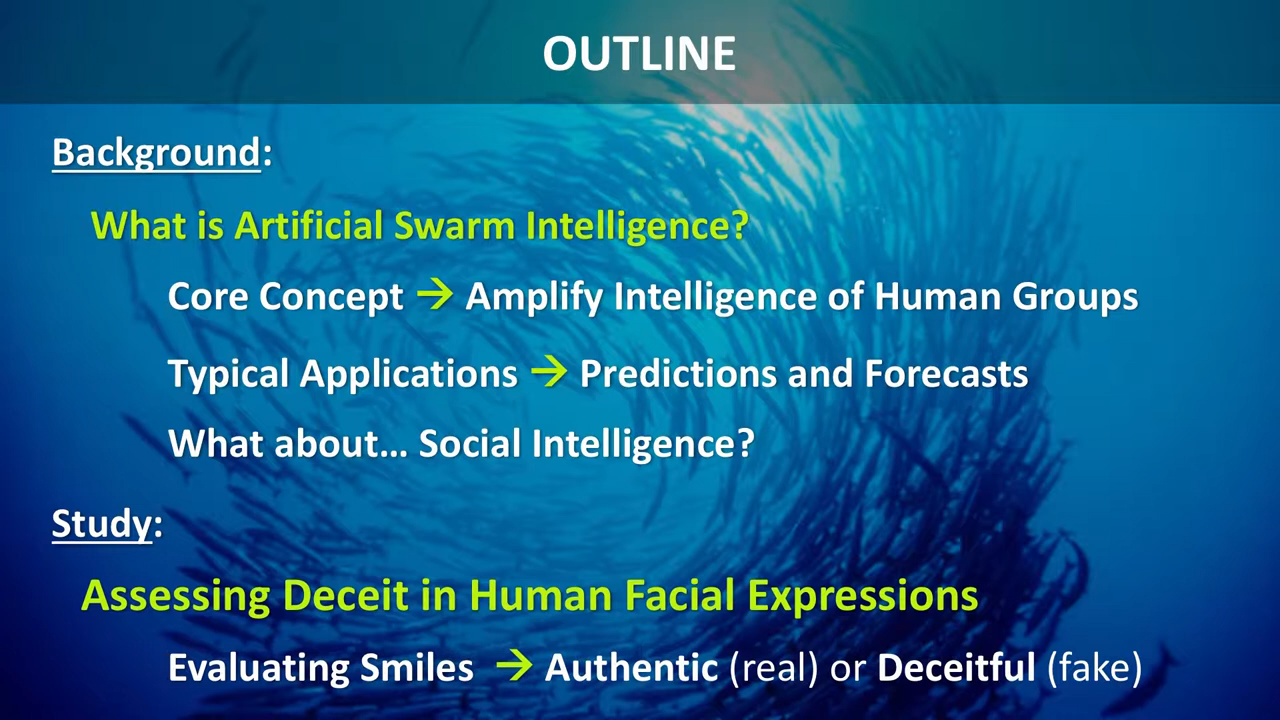 OUTLINE
Background:
What is Artificial Swarm Intelligence?
Core Concept → Amplify Intelligence of Human Groups
Typical Applications → Predictions and Forecasts
What about... Social Intelligence?
Study:
Assessing Deceit in Human Facial Expressions
Evaluating Smiles → Authentic (real) or Deceitful (fake)